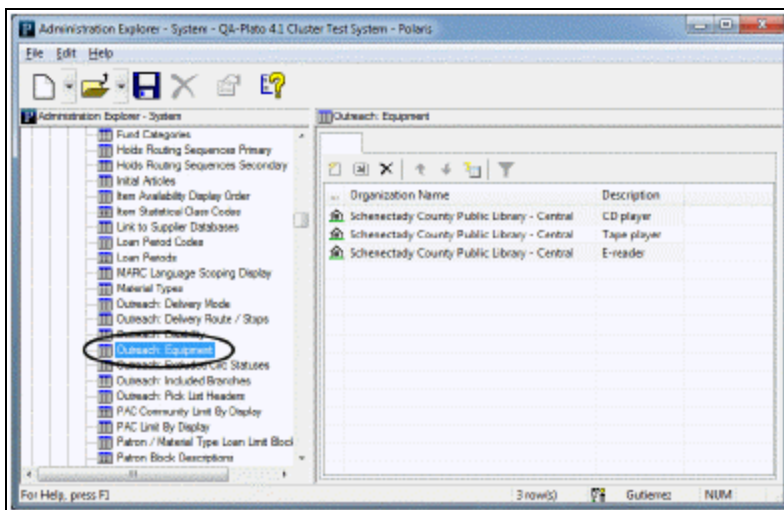 Administration Explorer - System - QA-Plato 4.1 Cluster Test System - Polaris
File Edit Help
Administration Explorer - System
Outreach: Equipment
Fund Categories
Holds Routing Sequences Primary
Holds Routing Sequences Secondary
Initial Articles
Item Availability Display Order
Item Statistical Class Codes
Link to Supplier Databases
Loan Period Codes
Loan Periods
MARC Language Scoping Display
Material Types
Outreach: Delivery Mode
Outreach: Delivery Route / Stops
Outreach: Disability
Outreach: Equipment
Outreach: Excluded Circ Statuses
Outreach: Included Branches
Outreach: Pick List Headers
PAC Community Limit By Display
PAC Limit By Display
Patron / Material Type Loan Limit Block
Patron Block Descriptions
... Organization Name Description
Schenectady County Public Library - Central CD player
Schenectady County Public Library - Central Tape player
Schenectady County Public Library - Central E-reader
For Help, press F1 3 row(s) Gutierrez NUM